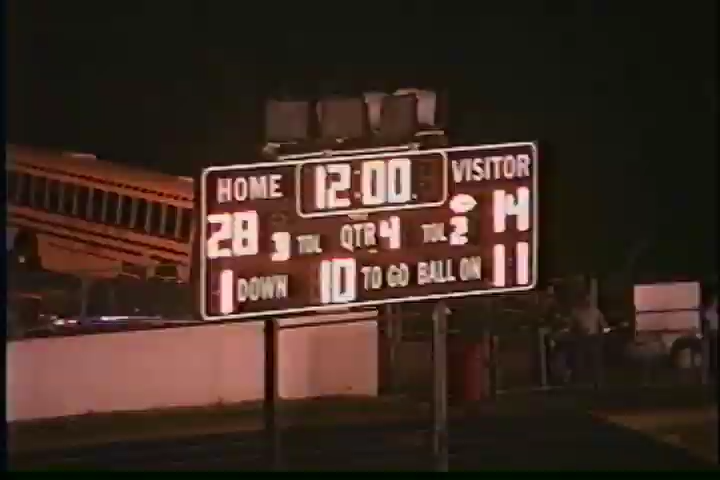 HOME 12:00 VISITOR
28 3 TOL QTR 4 TOL 2 14
1 DOWN 10 TO GO BALL ON 11